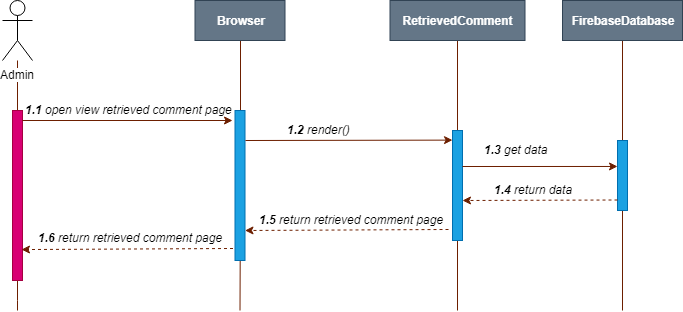 Browser
RetrievedComment
FirebaseDatabase
Admin
1.1 open view retrieved comment page
1.2 render()
1.3 get data
1.4 return data
1.5 return retrieved comment page
1.6 return retrieved comment page